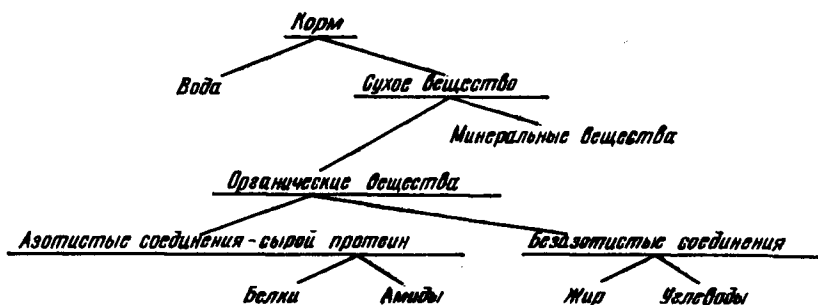 Корм
Вода
Сухое вещество
Минеральные вещества
Органические вещества
Азотистые соединения-сырой протеин
Безазотистые соединения
Белки
Амиды
Жир
Углеводы